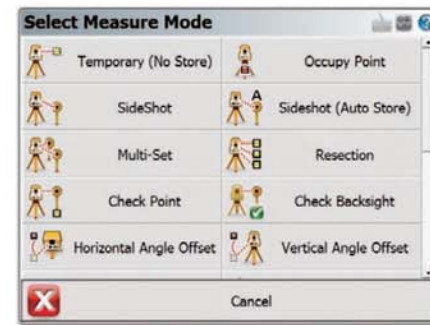 Select Measure Mode
Temporary (No Store) Occupy Point
SideShot Sideshot (Auto Store)
Multi-Set Resection
Check Point Check Backsight
Horizontal Angle Offset Vertical Angle Offset
Cancel